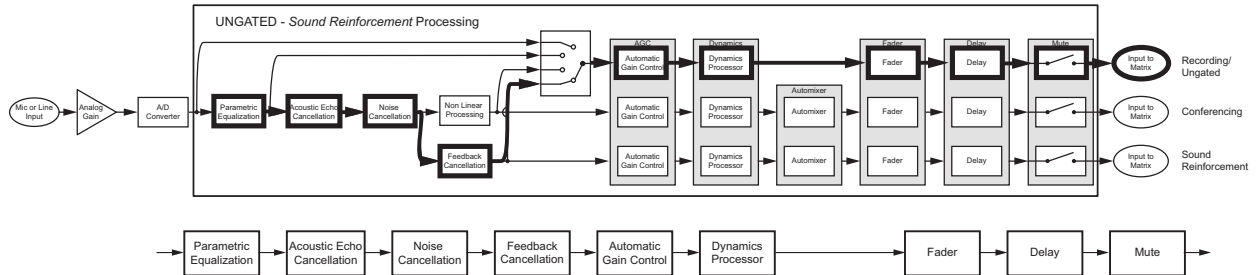 UNGATED - Sound Reinforcement Processing
AGC
Dynamics
Fader
Delay
Mute
Automatic
Gain Control
Dynamics
Processor
Fader
Delay
Input to
Matrix
Recording/
Ungated
Mic or Line
Input
Analog
Gain
A/D
Converter
Parametric
Equalization
Acoustic Echo
Cancellation
Noise
Cancellation
Non Linear
Processing
Automatic
Gain Control
Dynamics
Processor
Automixer
Automixer
Fader
Delay
Input to
Matrix
Conferencing
Feedback
Cancellation
Automatic
Gain Control
Dynamics
Processor
Automixer
Fader
Delay
Input to
Matrix
Sound
Reinforcement
Parametric
Equalization
Acoustic Echo
Cancellation
Noise
Cancellation
Feedback
Cancellation
Automatic
Gain Control
Dynamics
Processor
Fader
Delay
Mute